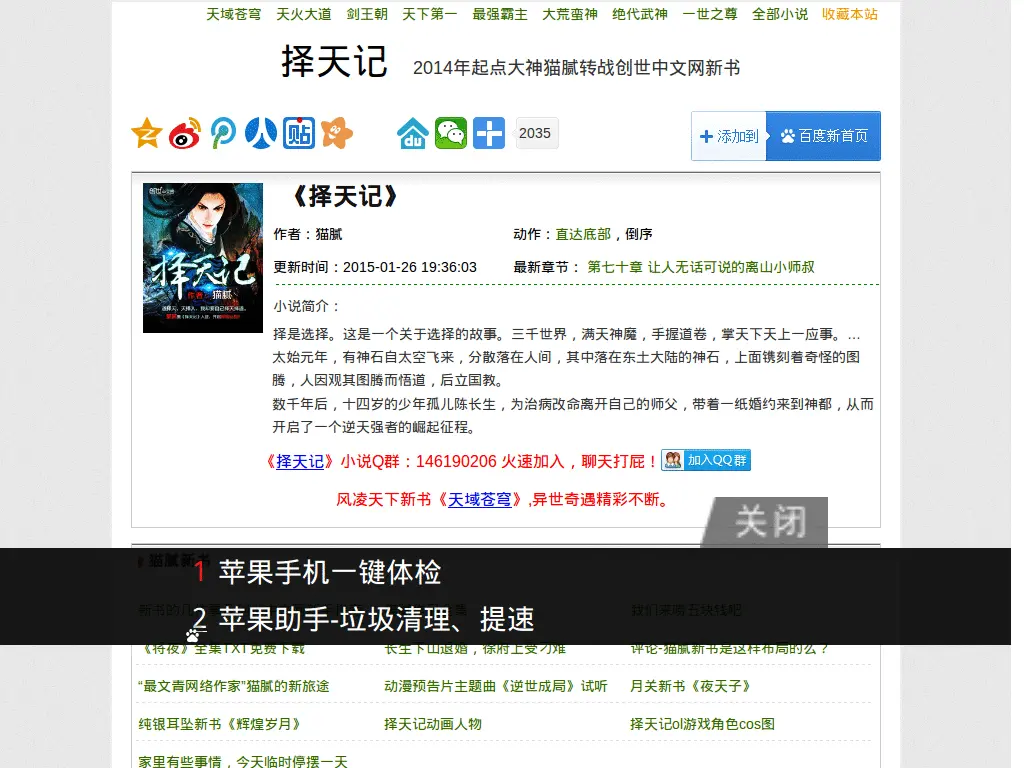 天域苍穹 天火大道 剑王朝 天下第一 最强霸主 大荒蛮神 绝代武神 一世之尊 全部小说 收藏本站
择天记 2014年起点大神猫腻转战创世中文网新书
贴 du 2035 添加到 百度新首页
《择天记》
作者：猫腻 动作：直达底部，倒序
更新时间：2015-01-26 19:36:03 最新章节： 第七十章 让人无话可说的离山小师叔
择天记
作者：猫腻
小说简介：
择是选择。这是一个关于选择的故事。三千世界，满天神魔，手握道卷，掌天下天上一应事。…
太始元年，有神石自太空飞来，分散落在人间，其中落在东土大陆的神石，上面镌刻着奇怪的图
腾，人因观其图腾而悟道，后立国教。
数千年后，十四岁的少年孤儿陈长生，为治病改命离开自己的师父，带着一纸婚约来到神都，从而
开启了一个逆天强者的崛起征程。
《择天记》小说Q群：146190206 火速加入，聊天打屁！ 加入QQ群
风凌天下新书《天域苍穹》,异世奇遇精彩不断。
关闭
猫腻新书
1 苹果手机一键体检
2 苹果助手-垃圾清理、提速
《将夜》全集TXT免费下载 长生下山退婚，徐府上受刁难 评论-猫腻新书是这样布局的么？
“最文青网络作家”猫腻的新旅途 动漫预告片主题曲《逆世成局》试听 月关新书《夜天子》
纯银耳坠新书《辉煌岁月》 择天记动画人物 择天记ol游戏角色cos图
家里有些事情，今天临时停摆一天